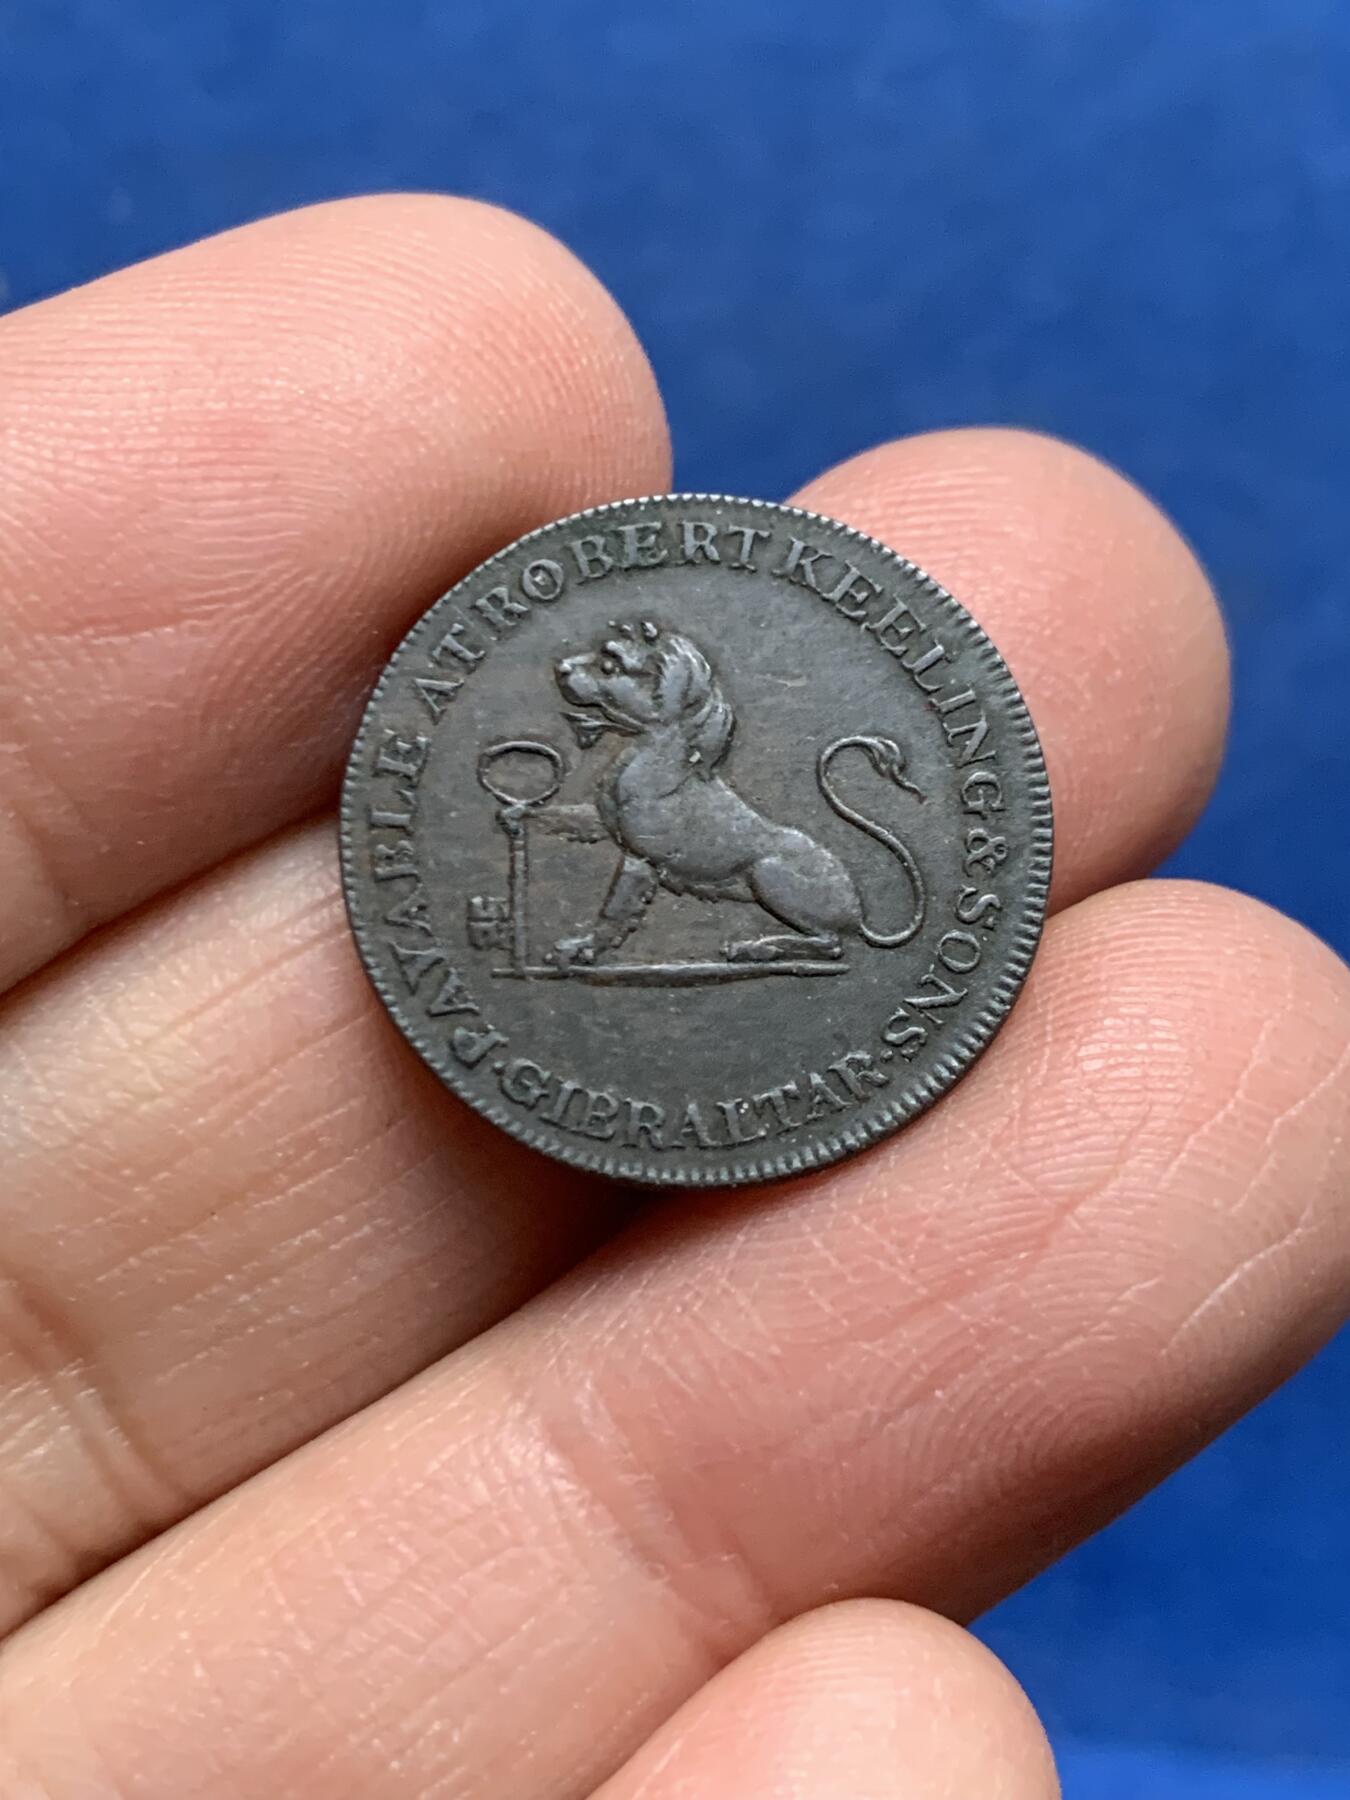 PAYABLE AT ROBERT KEELING & SONS
·GIBRALTAR·